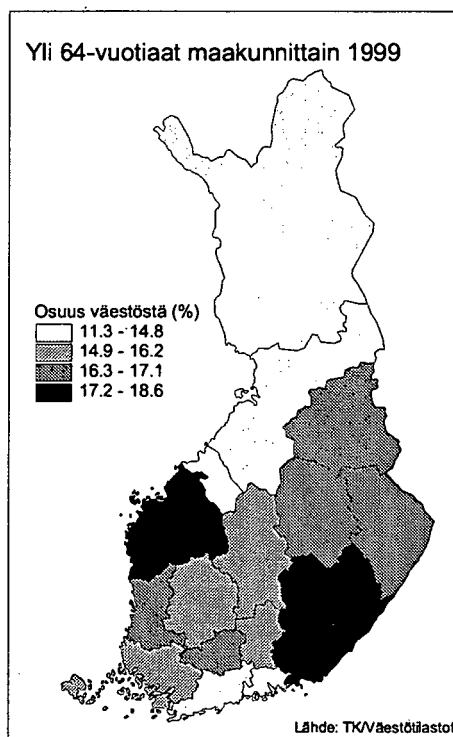 Yli 64-vuotiaat maakunnittain 1999
Osuus väestöstä (%)
11.3 - 14.8
14.9 - 16.2
16.3 - 17.1
17.2 - 18.6
Lähde: TK/Väestötilastot